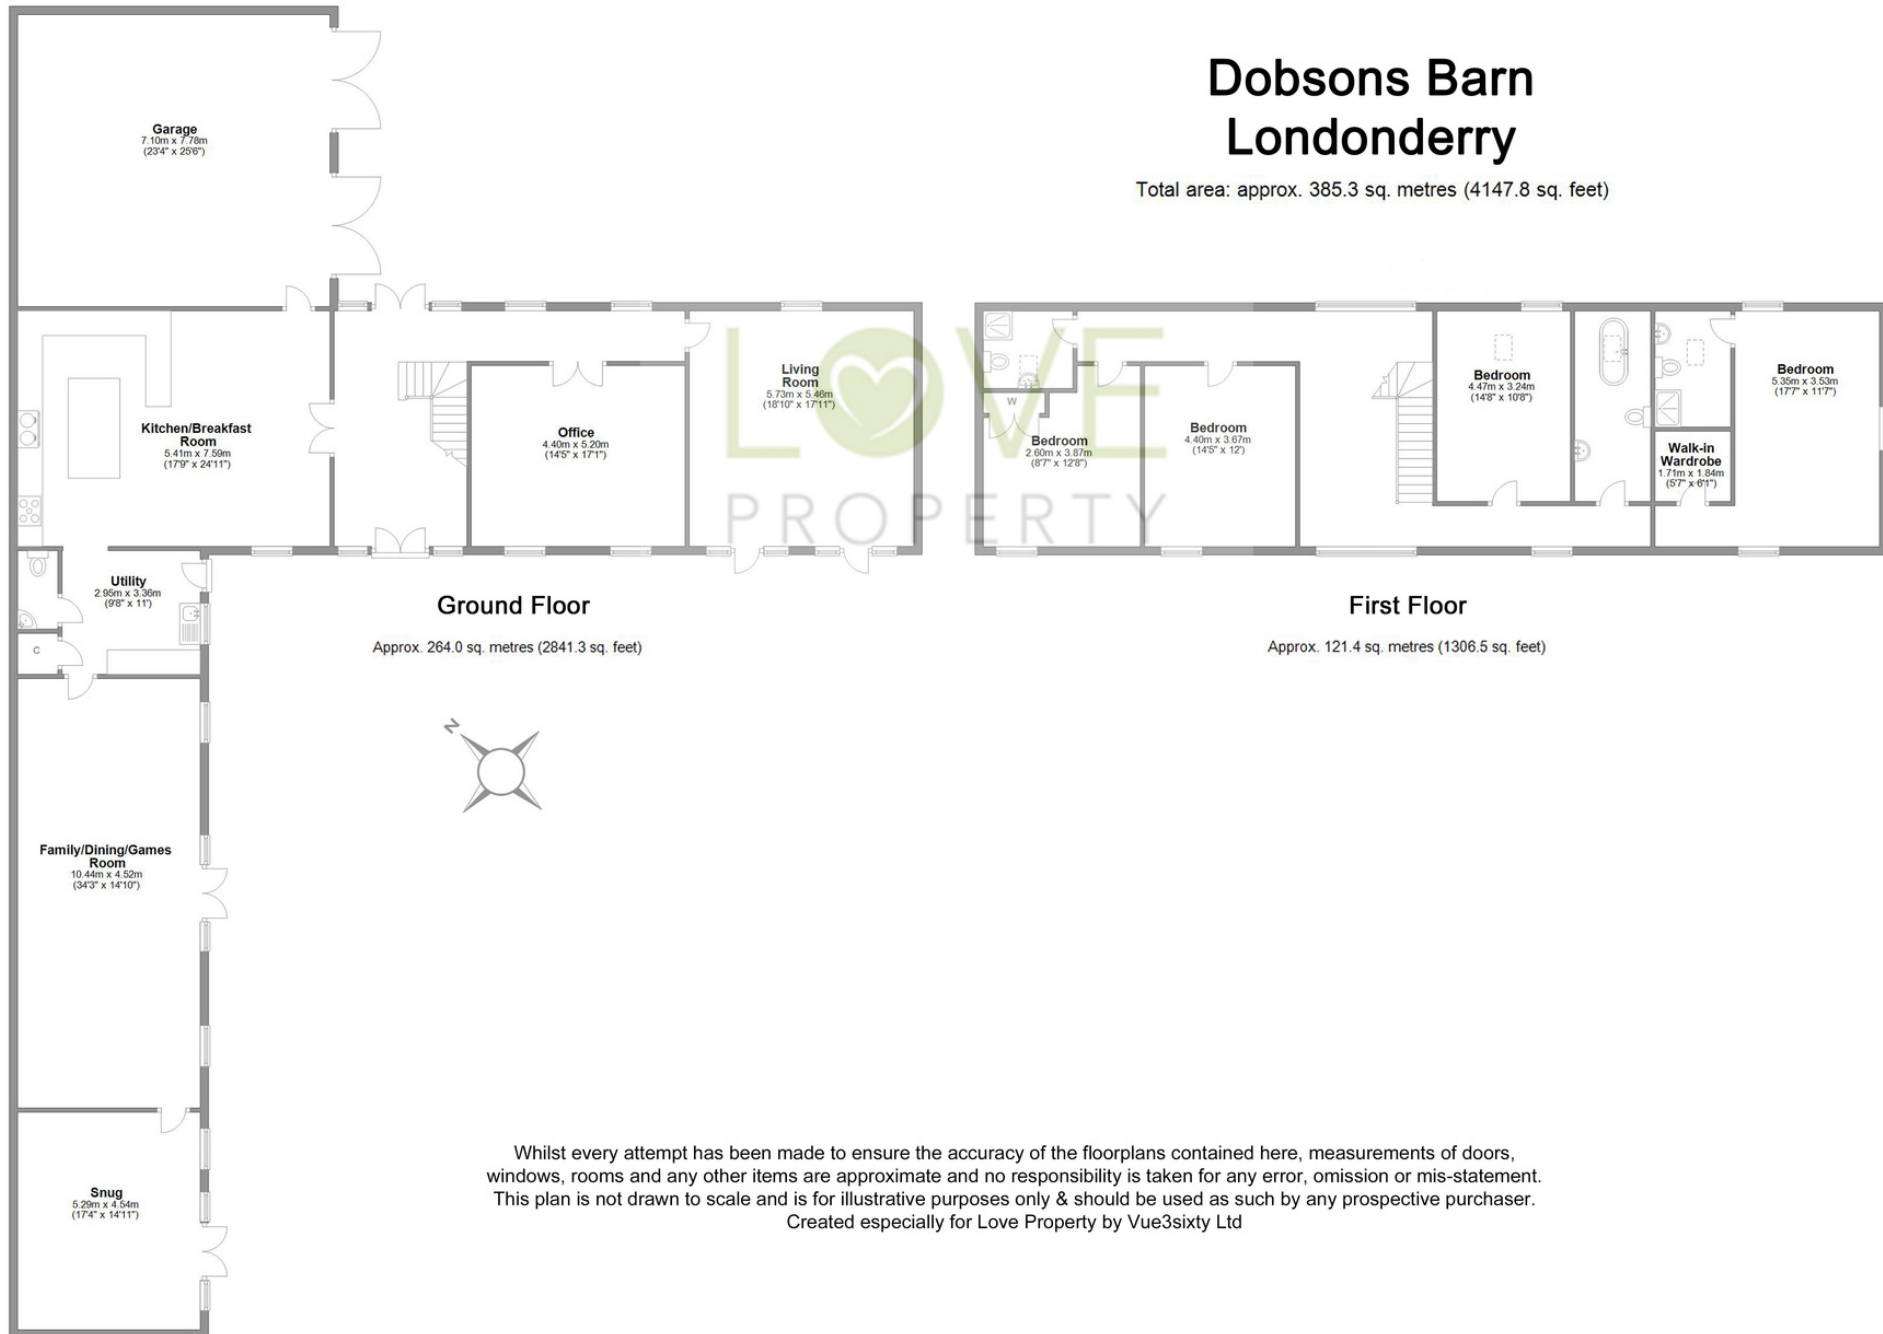 Dobsons Barn
Londonderry
Total area: approx. 385.3 sq. metres (4147.8 sq. feet)
Garage
7.10m x 7.78m
(23'4" x 25'6")
Kitchen/Breakfast
Room
5.41m x 7.59m
(17'9" x 24'11")
Office
4.40m x 5.20m
(14'5" x 17'1")
Living
Room
5.73m x 5.46m
(18'10" x 17'11")
Utility
2.95m x 3.36m
(9'8" x 11')
C
Family/Dining/Games
Room
10.44m x 4.52m
(34'3" x 14'10")
Snug
5.29m x 4.54m
(17'4" x 14'11")
Ground Floor
Approx. 264.0 sq. metres (2841.3 sq. feet)
W
Bedroom
2.60m x 3.87m
(8'7" x 12'8")
Bedroom
4.40m x 3.67m
(14'5" x 12')
Bedroom
4.47m x 3.24m
(14'8" x 10'8")
Walk-in
Wardrobe
1.71m x 1.84m
(5'7" x 6'1")
Bedroom
5.35m x 3.53m
(17'7" x 11'7")
First Floor
Approx. 121.4 sq. metres (1306.5 sq. feet)
LOVE
PROPERTY
N
Whilst every attempt has been made to ensure the accuracy of the floorplans contained here, measurements of doors,
windows, rooms and any other items are approximate and no responsibility is taken for any error, omission or mis-statement.
This plan is not drawn to scale and is for illustrative purposes only & should be used as such by any prospective purchaser.
Created especially for Love Property by Vue3sixty Ltd